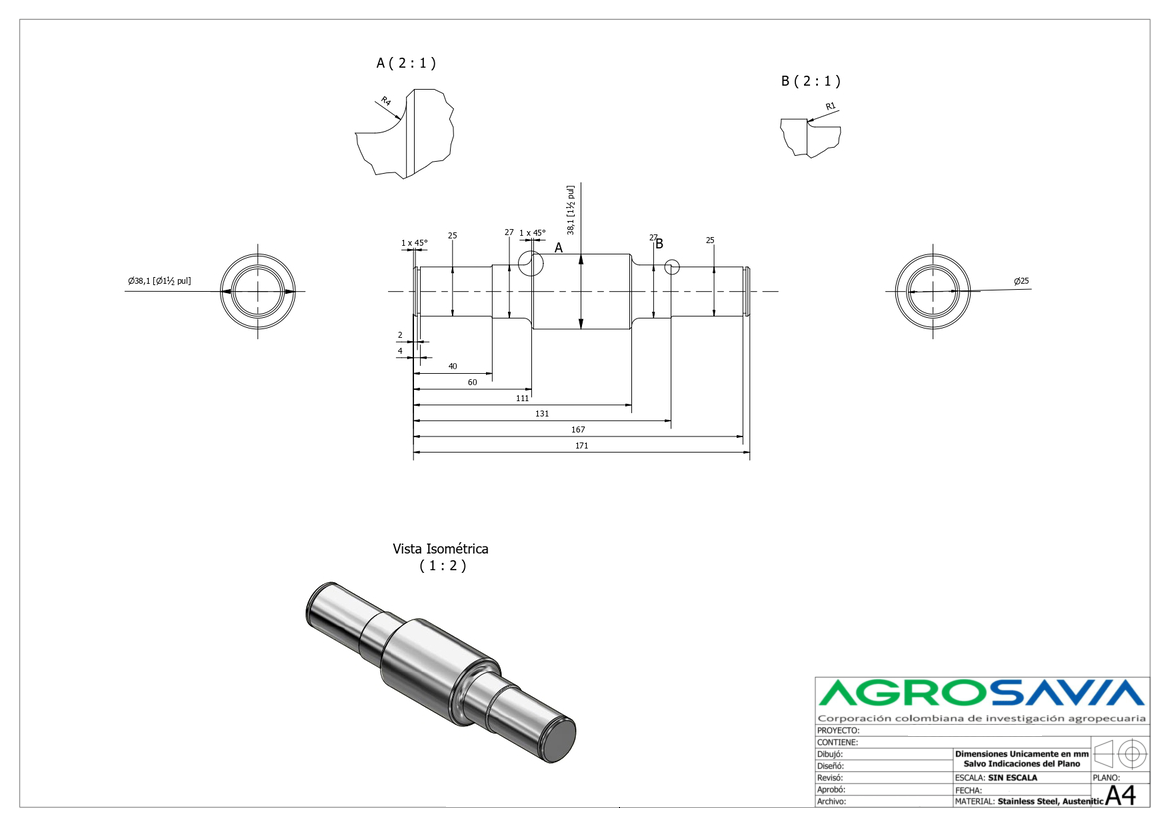 A ( 2 : 1 )
B ( 2 : 1 )
R4
R1
38,1 [1½ pul]
1 x 45°
25
27
1 x 45°
A
27
B
25
Ø38,1 [Ø1½ pul]
Ø25
2
4
40
60
111
131
167
171
Vista Isométrica
( 1 : 2 )
AGROSAVIA
Corporación colombiana de investigación agropecuaria
PROYECTO:
CONTIENE:
Dibujó:
Dimensiones Unicamente en mm
Diseñó:
Salvo Indicaciones del Plano
Revisó:
ESCALA: SIN ESCALA
PLANO:
Aprobó:
FECHA:
A4
Archivo:
MATERIAL: Stainless Steel, Austenitic